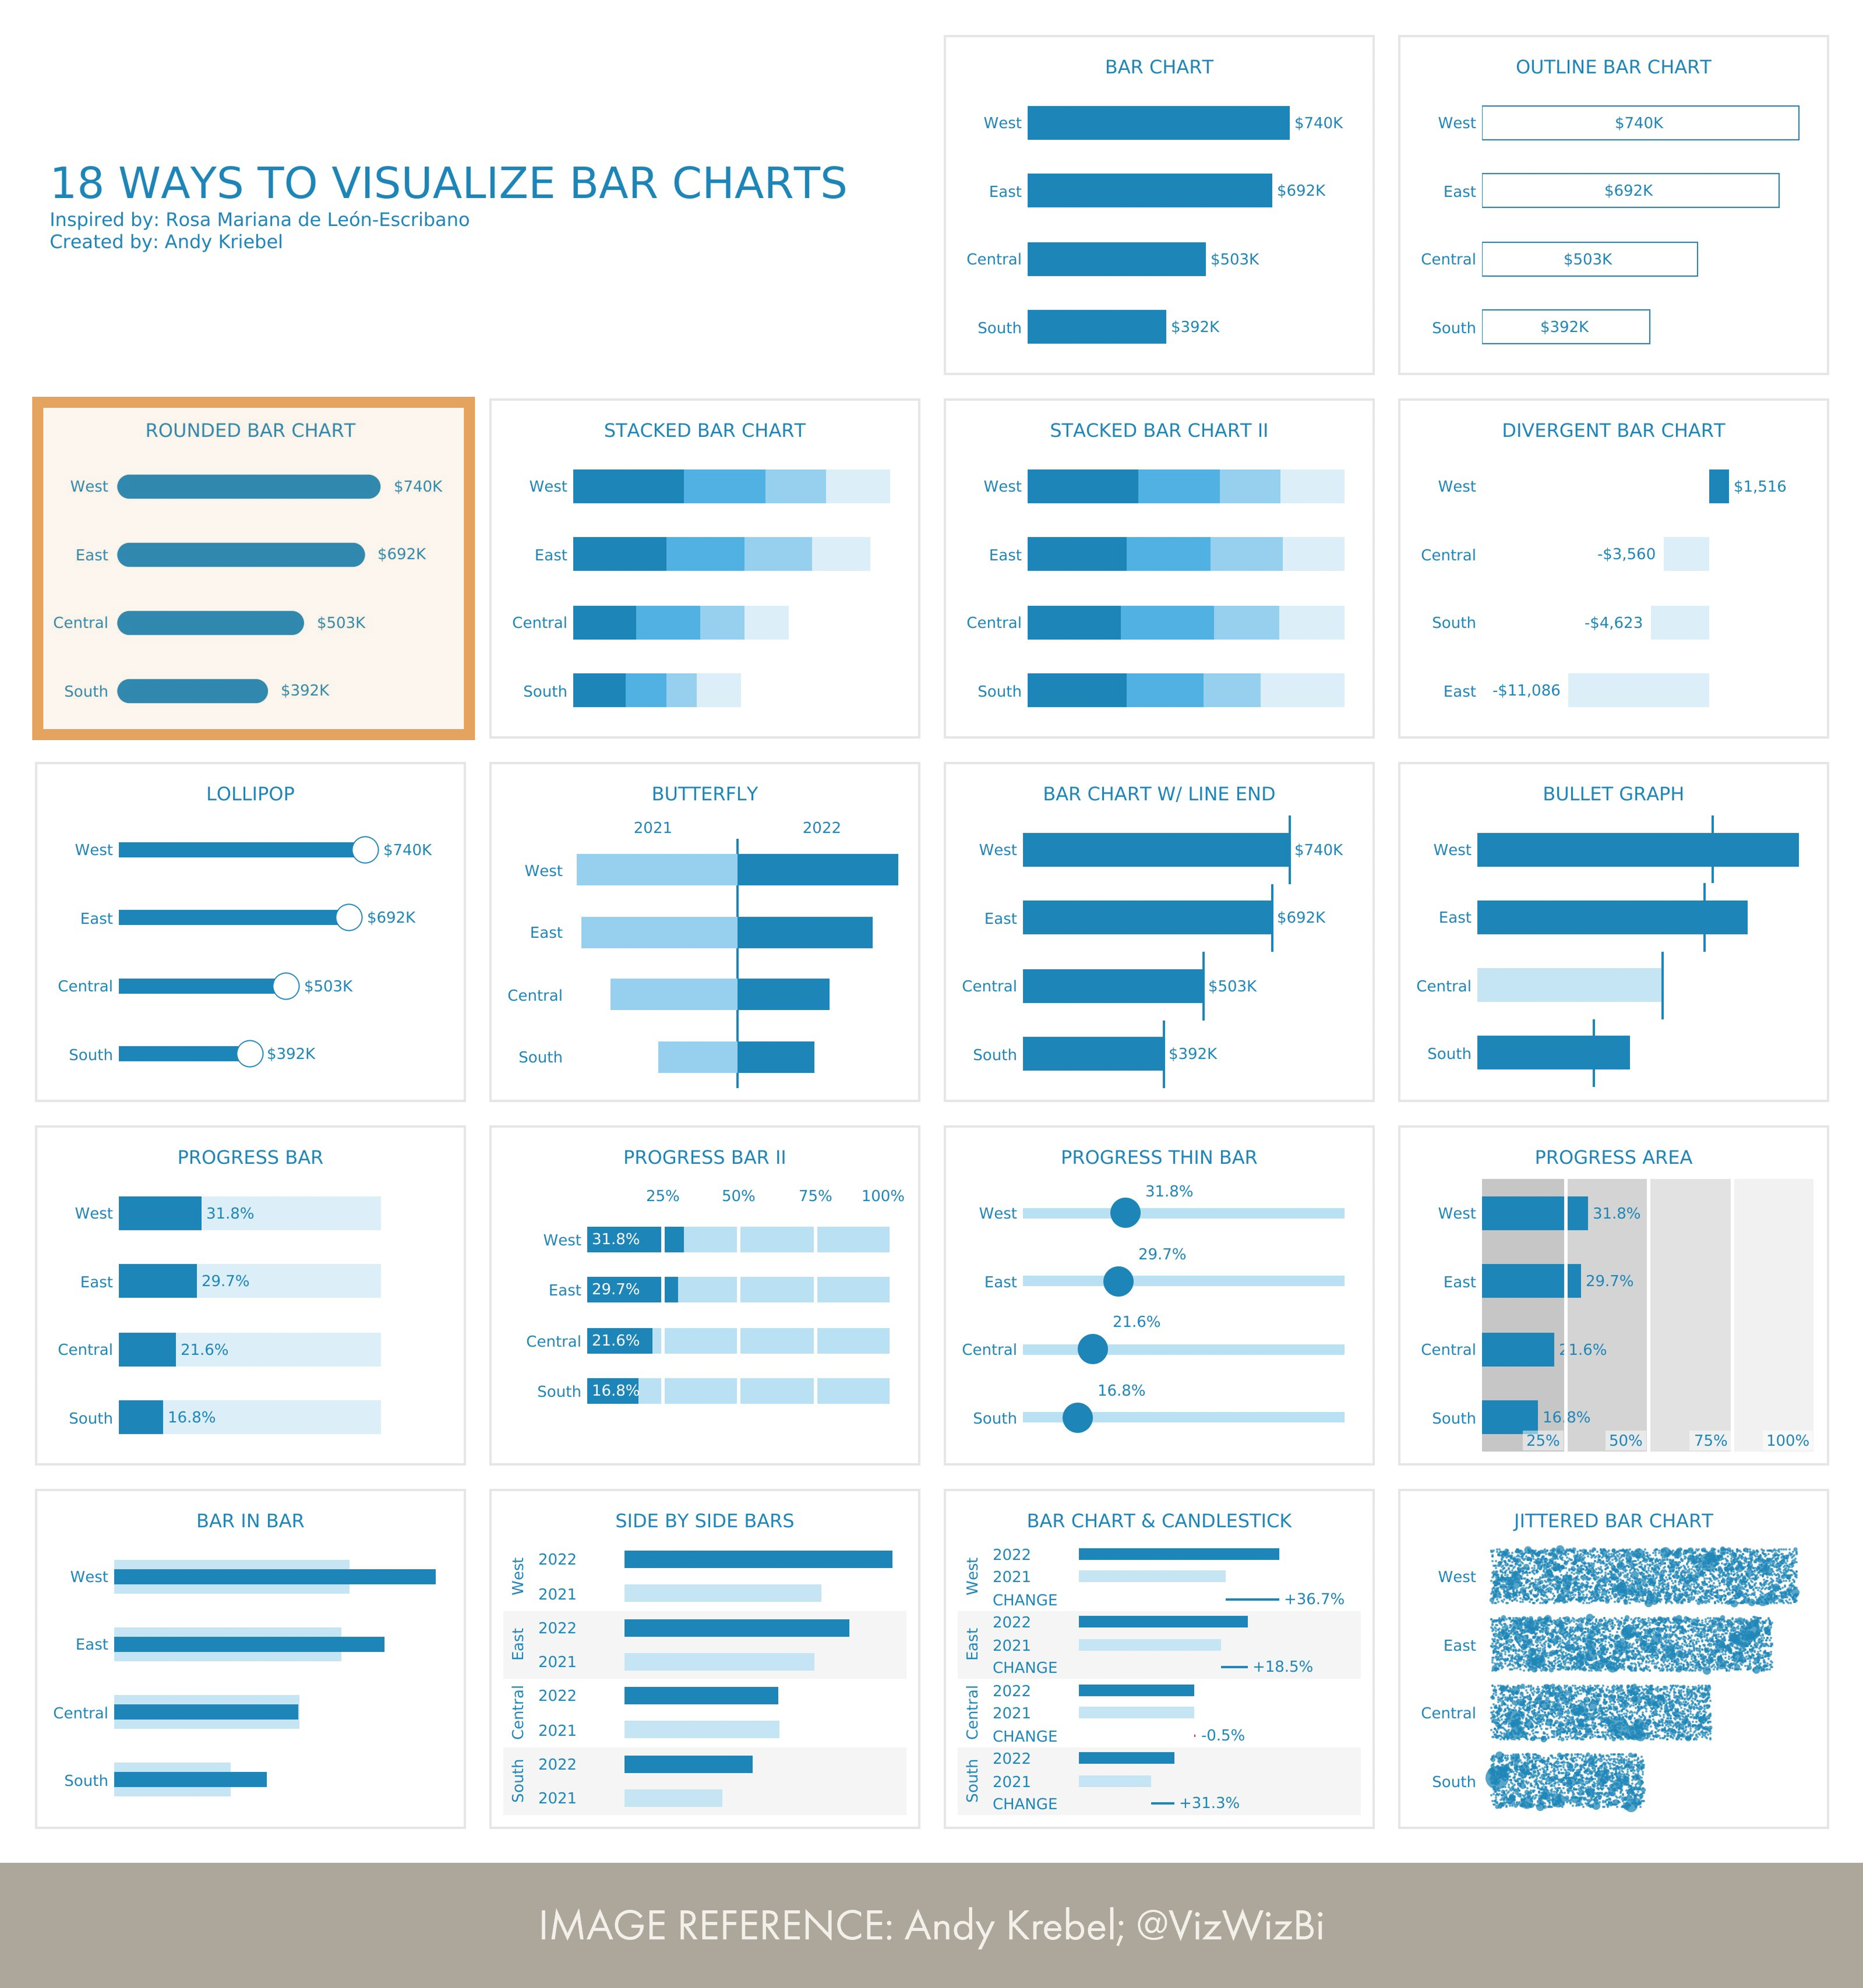 18 WAYS TO VISUALIZE BAR CHARTS
Inspired by: Rosa Mariana de León-Escribano
Created by: Andy Kriebel
BAR CHART
West $740K
East $692K
Central $503K
South $392K
OUTLINE BAR CHART
West $740K
East $692K
Central $503K
South $392K
ROUNDED BAR CHART
West $740K
East $692K
Central $503K
South $392K
STACKED BAR CHART
West
East
Central
South
STACKED BAR CHART II
West
East
Central
South
DIVERGENT BAR CHART
West $1,516
Central -$3,560
South -$4,623
East -$11,086
LOLLIPOP
West $740K
East $692K
Central $503K
South $392K
BUTTERFLY
2021 2022
West
East
Central
South
BAR CHART W/ LINE END
West $740K
East $692K
Central $503K
South $392K
BULLET GRAPH
West
East
Central
South
PROGRESS BAR
West 31.8%
East 29.7%
Central 21.6%
South 16.8%
PROGRESS BAR II
25% 50% 75% 100%
West 31.8%
East 29.7%
Central 21.6%
South 16.8%
PROGRESS THIN BAR
31.8%
West
29.7%
East
21.6%
Central
16.8%
South
PROGRESS AREA
West 31.8%
East 29.7%
Central 21.6%
South 16.8%
25% 50% 75% 100%
BAR IN BAR
West
East
Central
South
SIDE BY SIDE BARS
West
2022
2021
East
2022
2021
Central
2022
2021
South
2022
2021
BAR CHART & CANDLESTICK
West
2022
2021
CHANGE +36.7%
East
2022
2021
CHANGE +18.5%
Central
2022
2021
CHANGE -0.5%
South
2022
2021
CHANGE +31.3%
JITTERED BAR CHART
West
East
Central
South
IMAGE REFERENCE: Andy Krebel; @VizWizBi